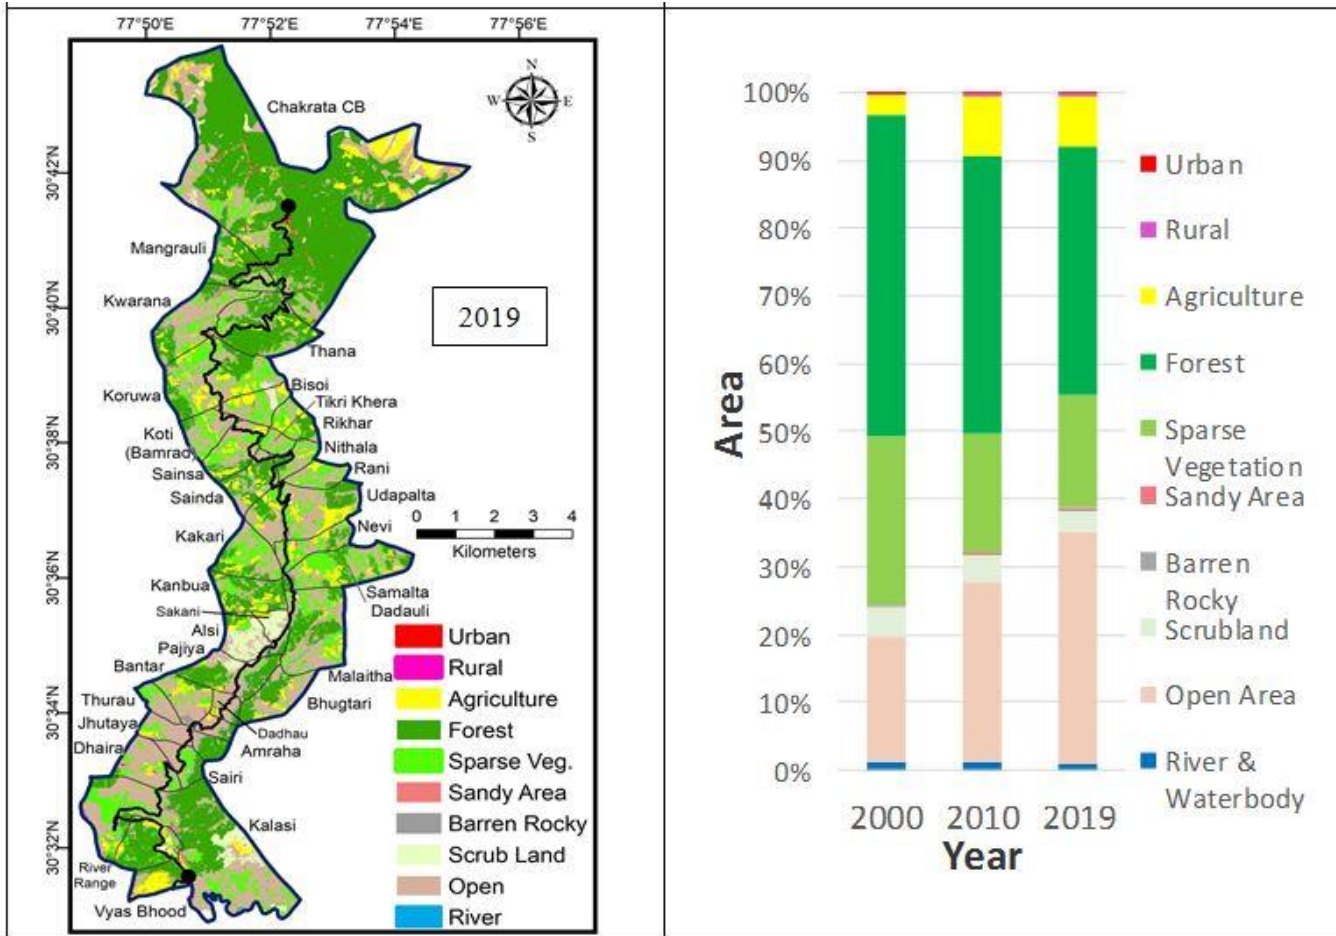 77°50'E 77°52'E 77°54'E 77°56'E
N
W E
S
Chakrata CB
30°42'N
Mangrauli
Kwarana
30°40'N
2019
Thana
Bisoi
Koruwa
Tikri Khera
Rikhar
Koti
(Bamrad)
30°38'N
Nithala
Sainsa
Rani
Sainda
Udapalta
0 1 2 3 4
Kilometers
Nevi
Kakari
30°36'N
Kanbua
Samalta
Dadauli
Sakani
Alsi
Pajiya
Bantar
Malaitha
Thurau
Bhugtari
30°34'N
Jhutaya
Dadhau
Dhaira
Amraha
Sairi
Kalasi
30°32'N
River
Range
Vyas Bhood
Urban
Rural
Agriculture
Forest
Sparse Veg.
Sandy Area
Barren Rocky
Scrub Land
Open
River
100%
90%
80%
70%
60%
50%
40%
30%
20%
10%
0%
Area
2000 2010 2019
Year
Urban
Rural
Agriculture
Forest
Sparse
Vegetation
Sandy Area
Barren
Rocky
Scrubland
Open Area
River &
Waterbody